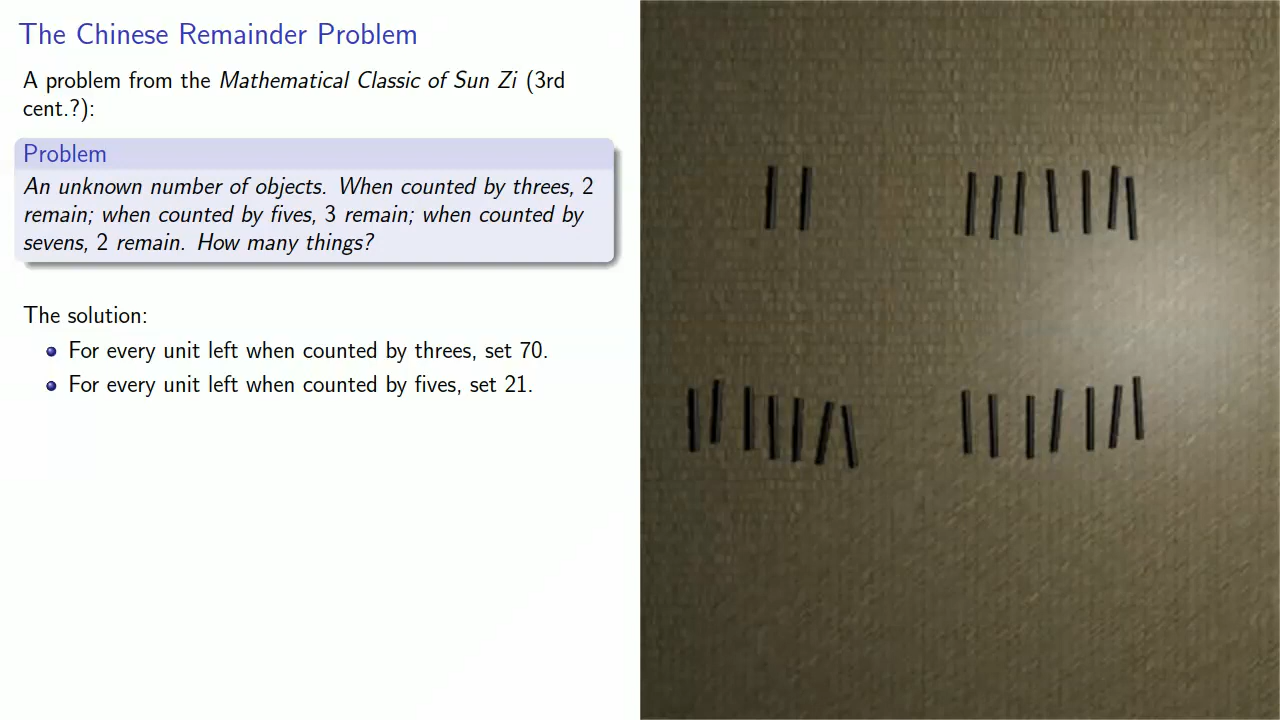 The Chinese Remainder Problem
A problem from the Mathematical Classic of Sun Zi (3rd
cent.?):
Problem
An unknown number of objects. When counted by threes, 2
remain; when counted by fives, 3 remain; when counted by
sevens, 2 remain. How many things?
The solution:
For every unit left when counted by threes, set 70.
For every unit left when counted by fives, set 21.